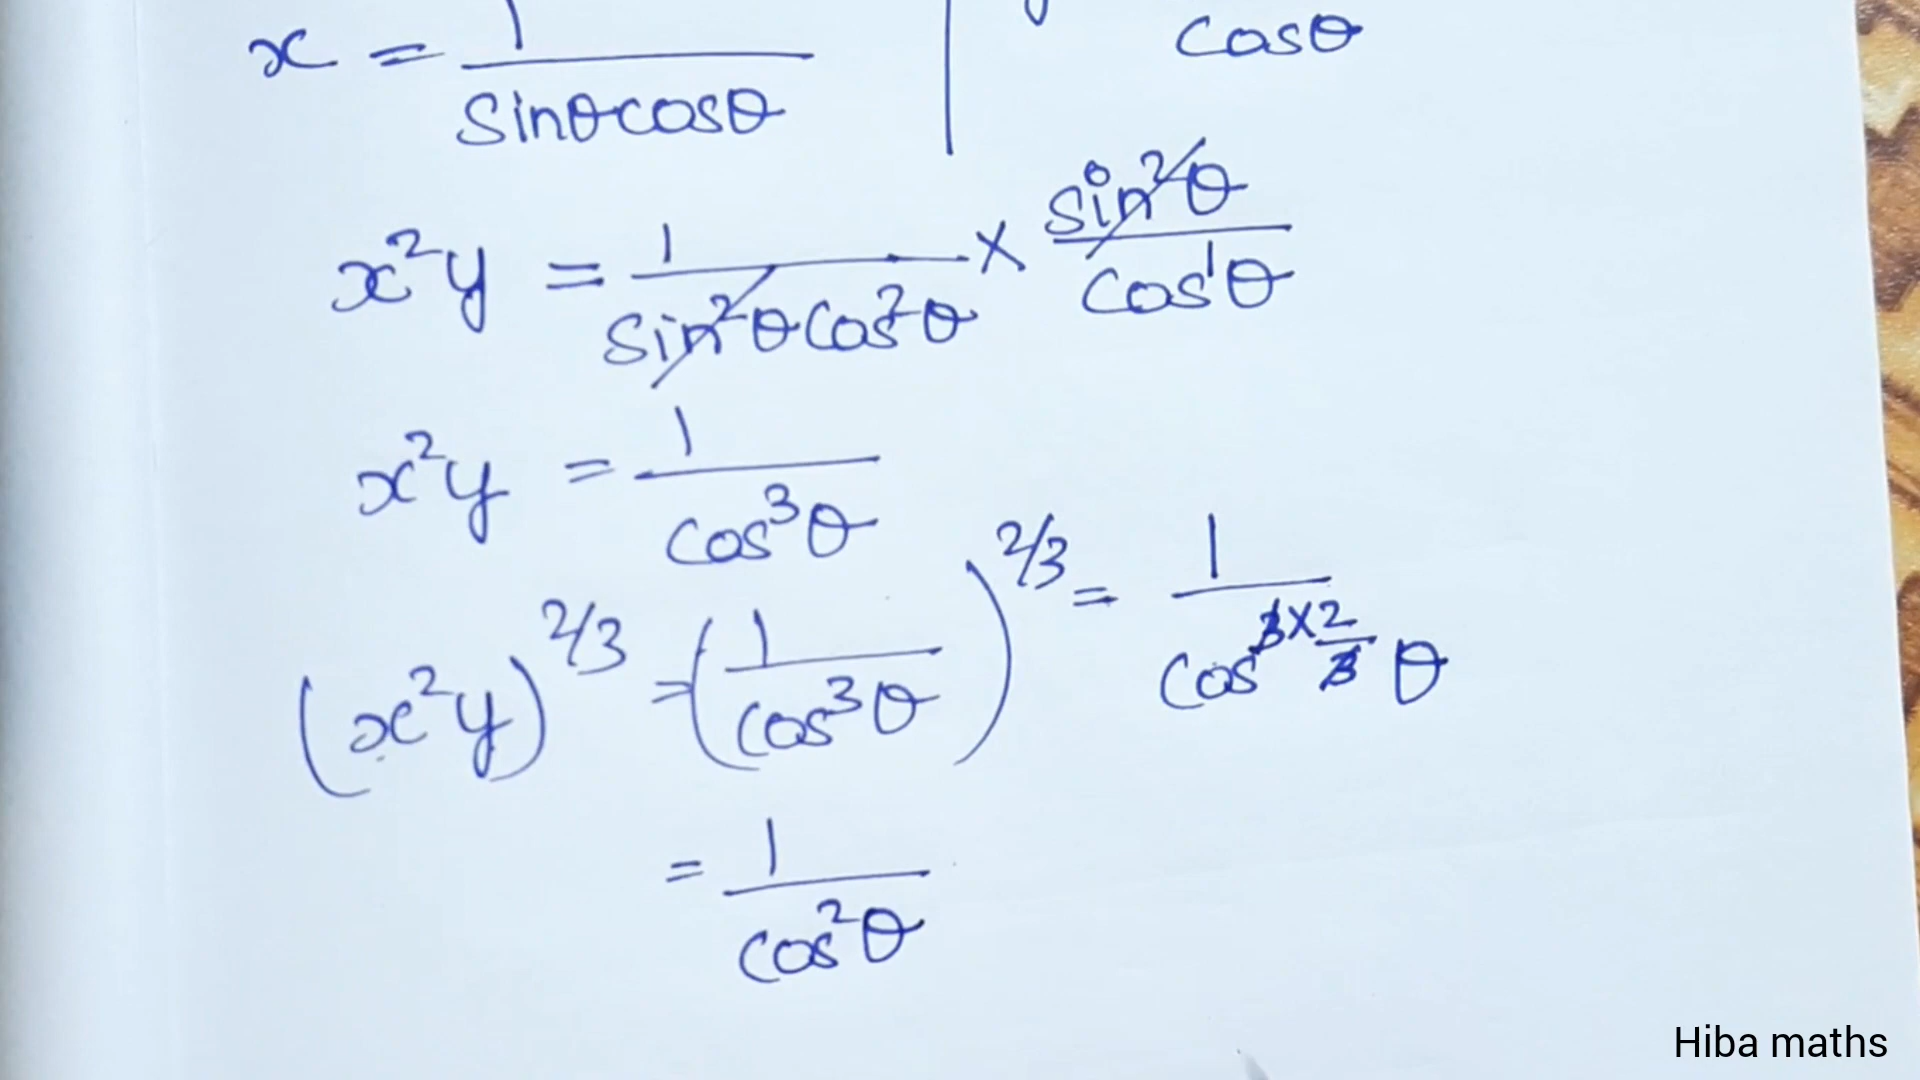 x = 1/(sinθcosθ) | cosθ
x²y = 1/(sin²θcos²θ) × sin²θ/cos¹θ
x²y = 1/cos³θ
(x²y)^2/3 = (1/cos³θ)^2/3 = 1/cos^(3×2/3)θ
= 1/cos²θ
Hiba maths